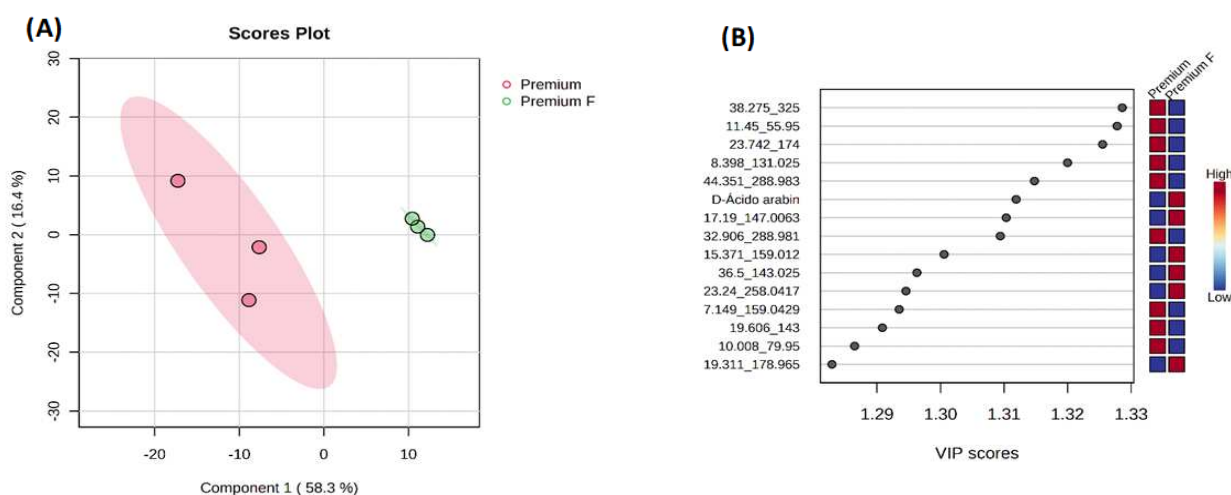 (A)
Scores Plot
Component 2 ( 16.4 %)
30
20
10
0
-10
-20
-30
-20
-10
0
10
Component 1 ( 58.3 %)
Premium
Premium F
(B)
Premium
Premium F
38.275_325
11.45_55.95
23.742_174
8.398_131.025
44.351_288.983
D-Ácido arabin
17.19_147.0063
32.906_288.981
15.371_159.012
36.5_143.025
23.24_258.0417
7.149_159.0429
19.606_143
10.008_79.95
19.311_178.965
1.29
1.30
1.31
1.32
1.33
VIP scores
High
Low